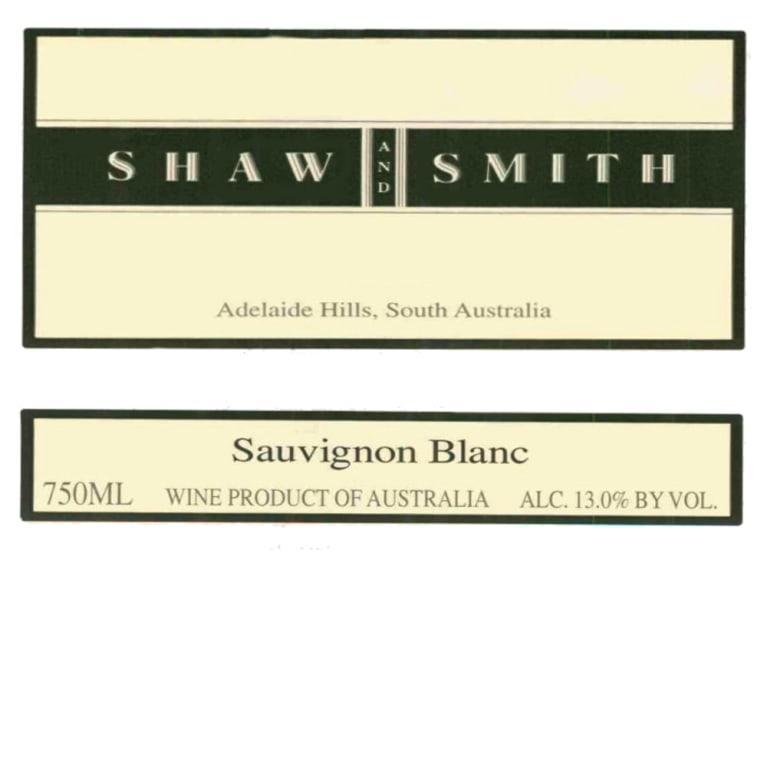 SHAW AND SMITH
Adelaide Hills, South Australia
Sauvignon Blanc
750ML WINE PRODUCT OF AUSTRALIA ALC. 13.0% BY VOL.